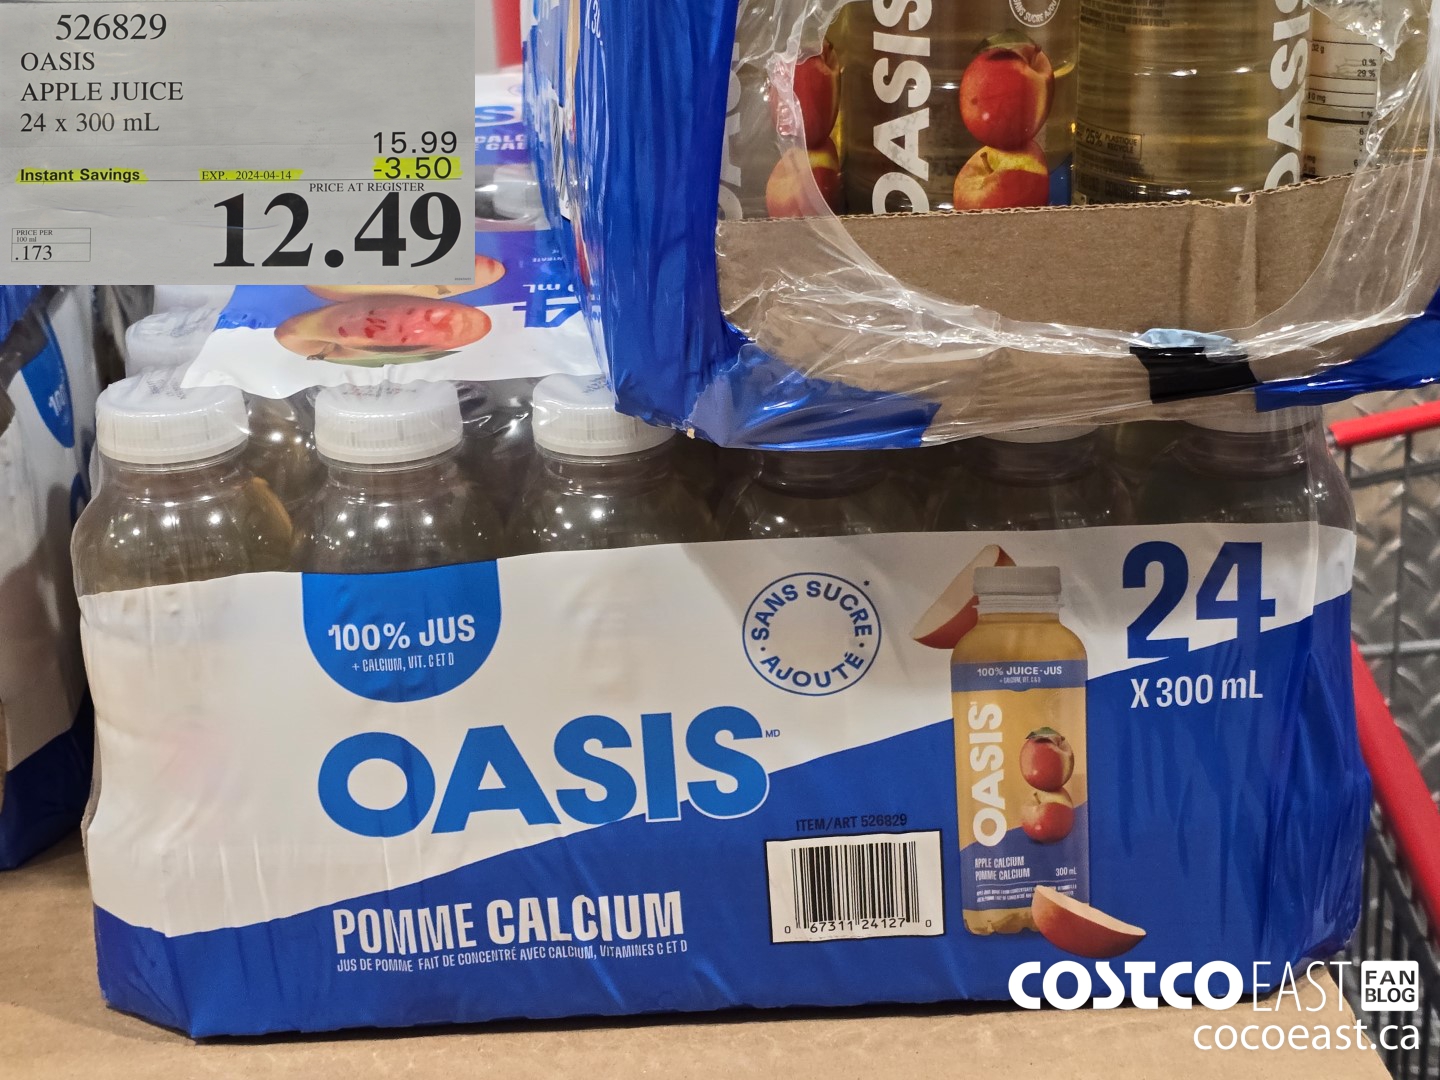 526829
OASIS
APPLE JUICE
24 x 300 mL
15.99
Instant Savings EXP. 2024-04-14 -3.50
PRICE AT REGISTER
12.49
PRICE PER
100 ml
.173
OASIS
OASIS
24
X 300 mL
100% JUS
+ CALCIUM, VIT. C ET D
SANS SUCRE AJOUTÉ
OASIS MD
POMME CALCIUM
JUS DE POMME FAIT DE CONCENTRÉ AVEC CALCIUM, VITAMINES C ET D
ITEM/ART 526829
0 67311 24127 0
100% JUICE·JUS
OASIS
APPLE CALCIUM
POMME CALCIUM
300 mL
COSTCO EAST FAN BLOG
cocoeast.ca